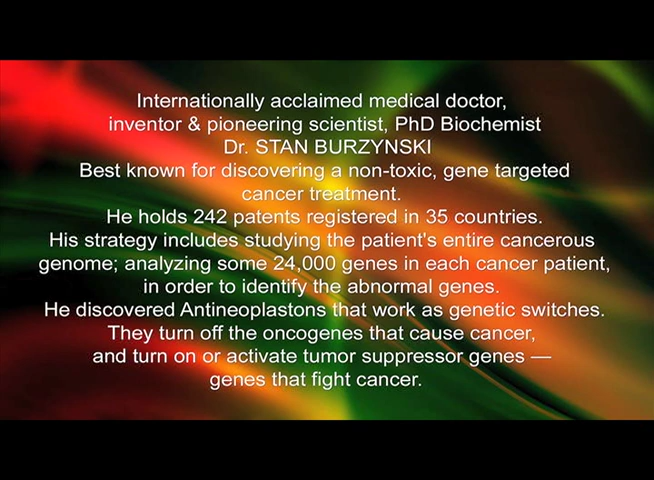 Internationally acclaimed medical doctor,
inventor & pioneering scientist, PhD Biochemist
Dr. STAN BURZYNSKI
Best known for discovering a non-toxic, gene targeted
cancer treatment.
He holds 242 patents registered in 35 countries.
His strategy includes studying the patient's entire cancerous
genome; analyzing some 24,000 genes in each cancer patient,
in order to identify the abnormal genes.
He discovered Antineoplastons that work as genetic switches.
They turn off the oncogenes that cause cancer,
and turn on or activate tumor suppressor genes —
genes that fight cancer.